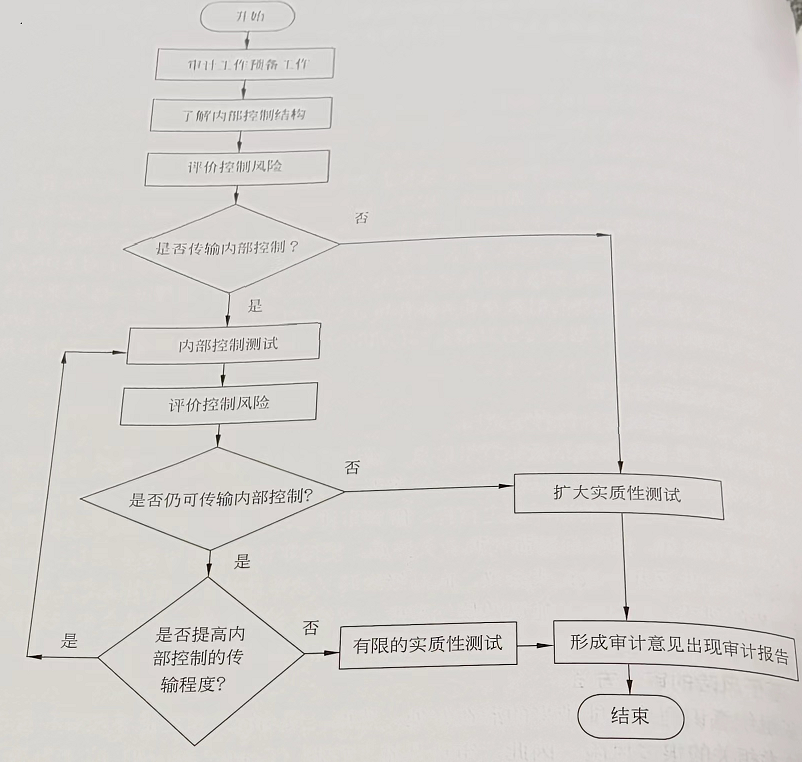 开始
审计工作预备工作
了解内部控制结构
评价控制风险
否
是否传输内部控制？
是
内部控制测试
评价控制风险
否
是否仍可传输内部控制？
扩大实质性测试
是
是否提高内
部控制的传
输程度？
是
否
有限的实质性测试
形成审计意见出现审计报告
结束